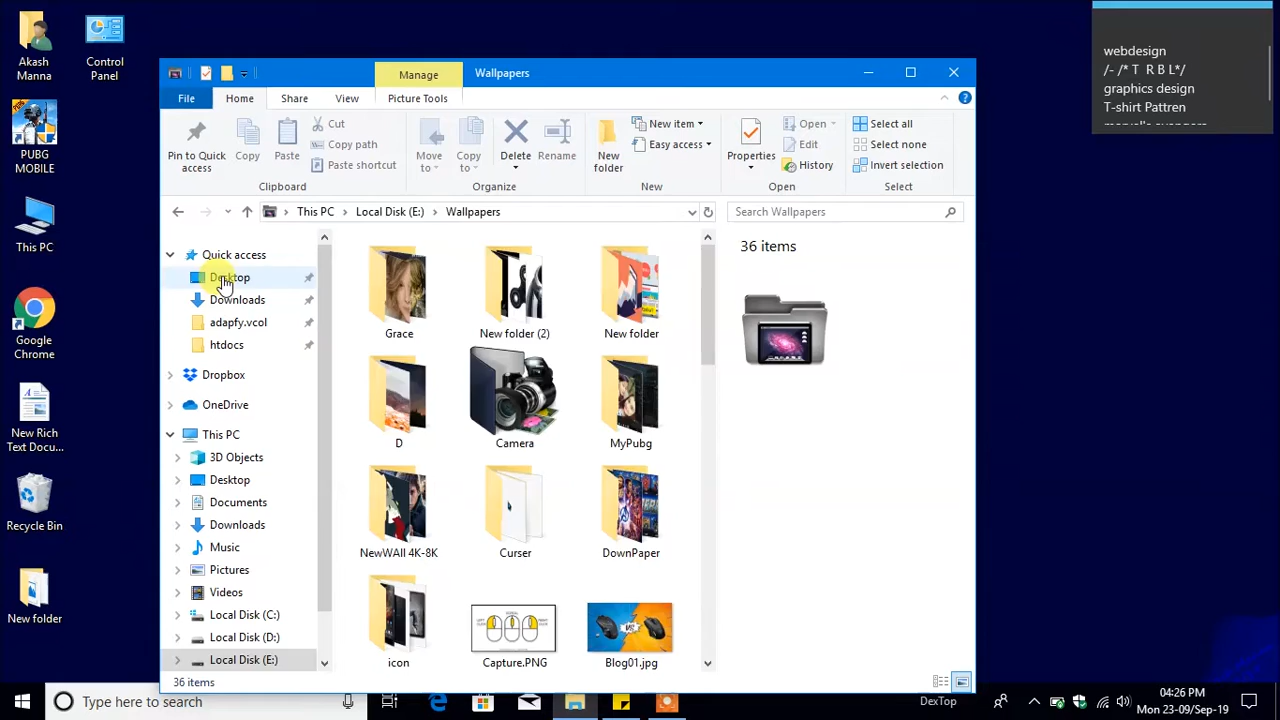 Akash
Manna
Control
Panel
PUBG
MOBILE
This PC
Google
Chrome
New Rich
Text Docu...
Recycle Bin
New folder
Manage
Wallpapers
File
Home
Share
View
Picture Tools
Pin to Quick
access
Copy
Paste
Cut
Copy path
Paste shortcut
Clipboard
Move
to
Copy
to
Delete
Rename
Organize
New
folder
New item
Easy access
New
Properties
Open
Edit
History
Open
Select all
Select none
Invert selection
Select
This PC
Local Disk (E:)
Wallpapers
Search Wallpapers
Quick access
Desktop
Downloads
adapfy.vcol
htdocs
Dropbox
OneDrive
This PC
3D Objects
Desktop
Documents
Downloads
Music
Pictures
Videos
Local Disk (C:)
Local Disk (D:)
Local Disk (E:)
Grace
New folder (2)
New folder
D
Camera
MyPubg
NewWAll 4K-8K
Curser
DownPaper
icon
Capture.PNG
Blog01.jpg
36 items
36 items
webdesign
/- /* T R B L*/
graphics design
T-shirt Pattren
marvel's avengers
Type here to search
DexTop
04:26 PM
Mon 23-09/Sep-19